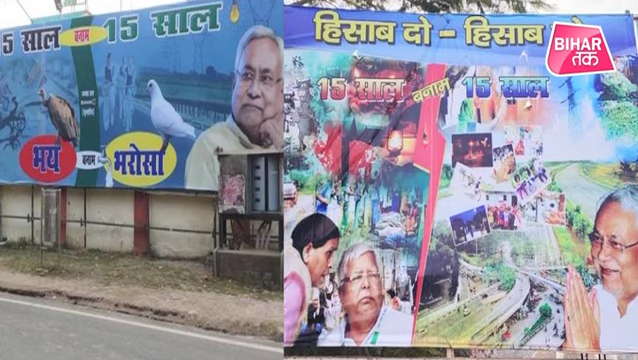 5 साल बनाम 15 साल
भय बनाम भरोसा
हिसाब दो - हिसाब दो
15 साल बनाम 15 साल
BIHAR
तक